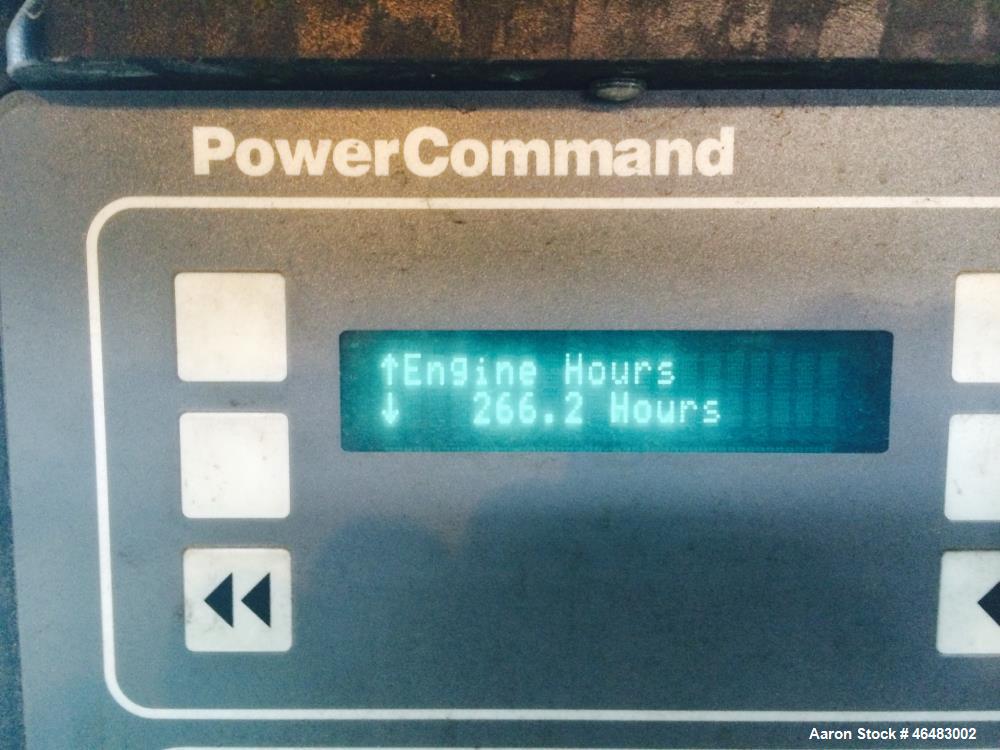 PowerCommand
↑Engine Hours
↓ 266.2 Hours
Aaron Stock # 46483002